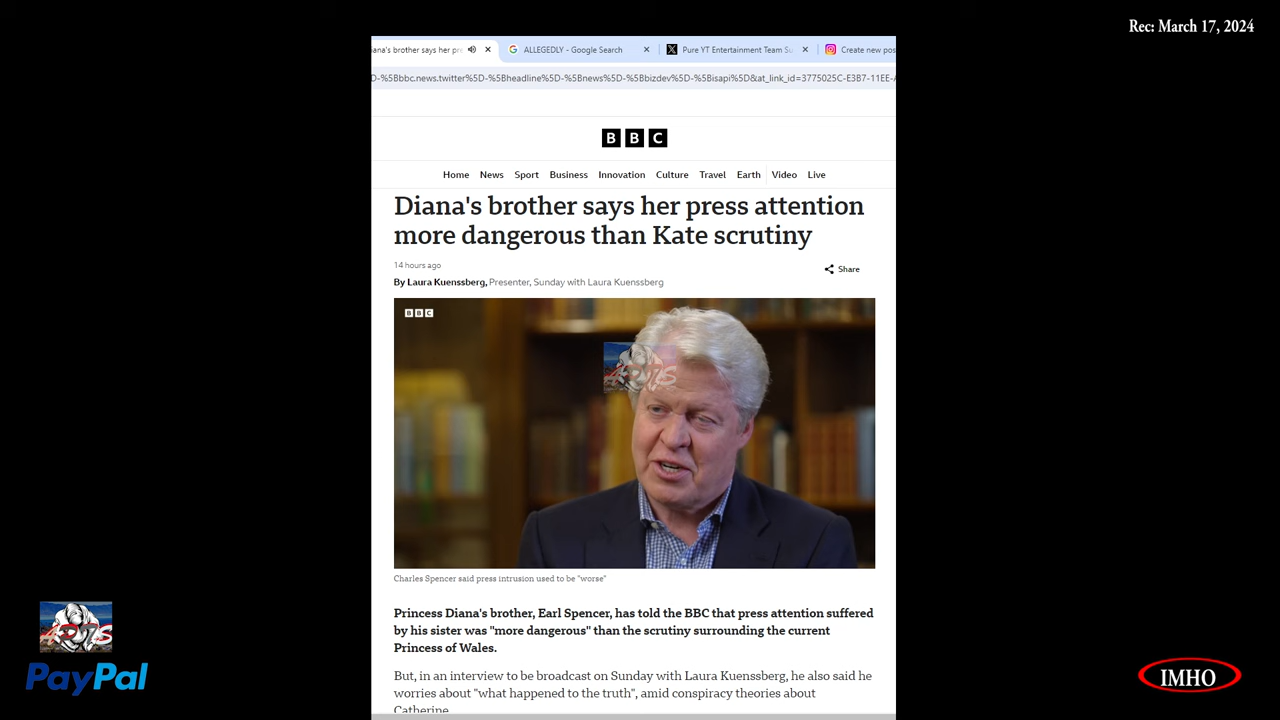 Rec: March 17, 2024
iana's brother says her pr
ALLEGEDLY - Google Search
Pure YT Entertainment Team Su
Create new pos
D-%5Bbbc.news.twitter%5D-%5Bheadline%5D-%5Bnews%5D-%5Bbizdev%5D-%5Bisapi%5D&at_link_id=3775025C-E3B7-11EE-A
BBC
Home News Sport Business Innovation Culture Travel Earth Video Live
Diana's brother says her press attention
more dangerous than Kate scrutiny
14 hours ago
Share
By Laura Kuenssberg, Presenter, Sunday with Laura Kuenssberg
BBC
Charles Spencer said press intrusion used to be "worse"
Princess Diana's brother, Earl Spencer, has told the BBC that press attention suffered
by his sister was "more dangerous" than the scrutiny surrounding the current
Princess of Wales.
But, in an interview to be broadcast on Sunday with Laura Kuenssberg, he also said he
worries about "what happened to the truth", amid conspiracy theories about
Catherine.
PayPal
IMHO